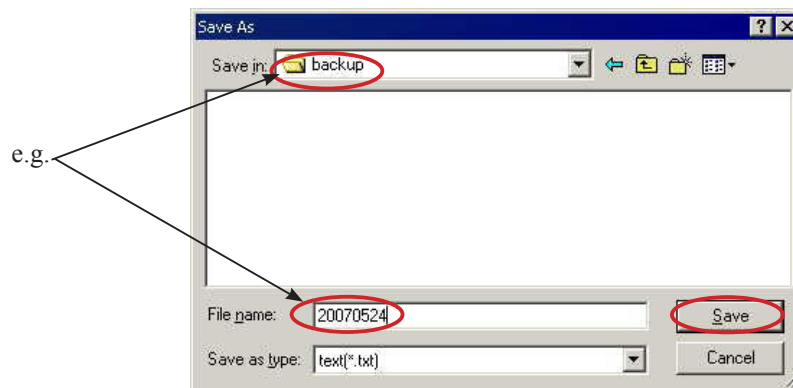 Save As
Save in: backup
e.g.
File name: 20070524
Save
Save as type: text(*.txt)
Cancel